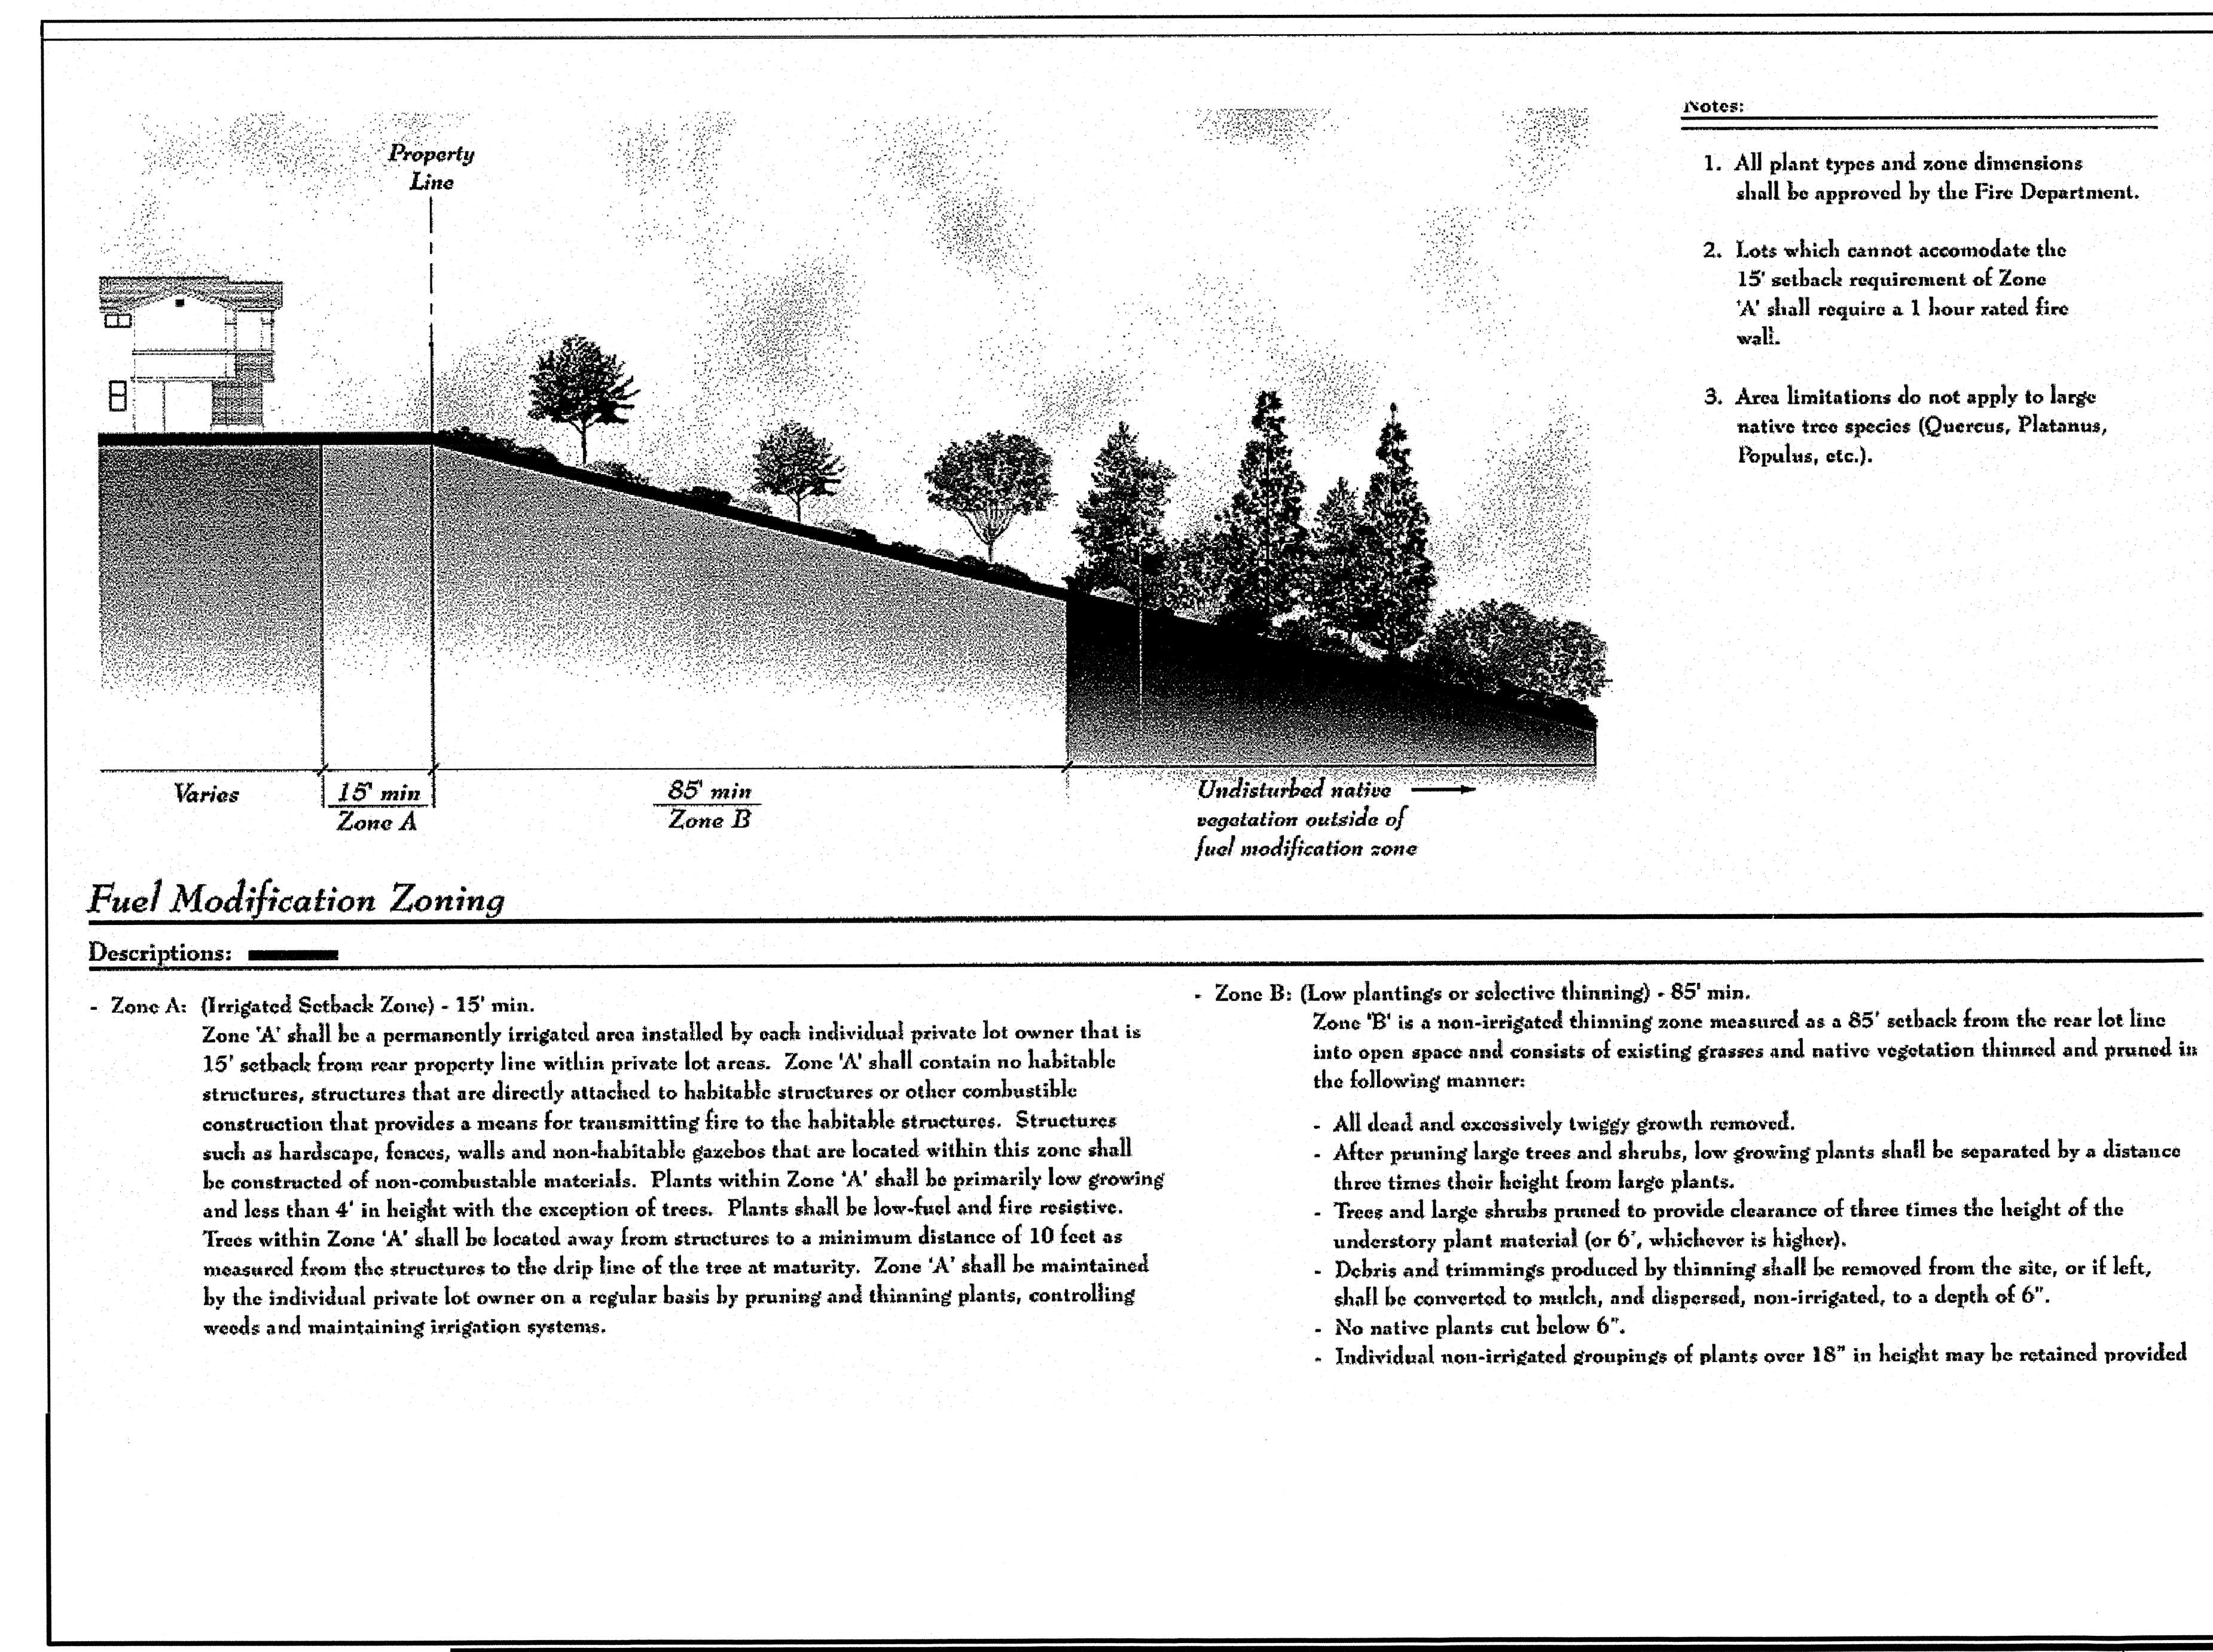 Notes:
1. All plant types and zone dimensions
shall be approved by the Fire Department.
2. Lots which cannot accomodate the
15' setback requirement of Zone
'A' shall require a 1 hour rated fire
wall.
3. Area limitations do not apply to large
native tree species (Quercus, Platanus,
Populus, etc.).
Property
Line
Varies
15' min
Zone A
85' min
Zone B
Undisturbed native
vegetation outside of
fuel modification zone
Fuel Modification Zoning
Descriptions:
- Zone A: (Irrigated Setback Zone) - 15' min.
Zone 'A' shall be a permanently irrigated area installed by each individual private lot owner that is
15' setback from rear property line within private lot areas. Zone 'A' shall contain no habitable
structures, structures that are directly attached to habitable structures or other combustible
construction that provides a means for transmitting fire to the habitable structures. Structures
such as hardscape, fences, walls and non-habitable gazebos that are located within this zone shall
be constructed of non-combustable materials. Plants within Zone 'A' shall be primarily low growing
and less than 4' in height with the exception of trees. Plants shall be low-fuel and fire resistive.
Trees within Zone 'A' shall be located away from structures to a minimum distance of 10 feet as
measured from the structures to the drip line of the tree at maturity. Zone 'A' shall be maintained
by the individual private lot owner on a regular basis by pruning and thinning plants, controlling
weeds and maintaining irrigation systems.
- Zone B: (Low plantings or selective thinning) - 85' min.
Zone 'B' is a non-irrigated thinning zone measured as a 85' setback from the rear lot line
into open space and consists of existing grasses and native vegetation thinned and pruned in
the following manner:
- All dead and excessively twiggy growth removed.
- After pruning large trees and shrubs, low growing plants shall be separated by a distance
three times their height from large plants.
- Trees and large shrubs pruned to provide clearance of three times the height of the
understory plant material (or 6', whichever is higher).
- Debris and trimmings produced by thinning shall be removed from the site, or if left,
shall be converted to mulch, and dispersed, non-irrigated, to a depth of 6".
- No native plants cut below 6".
- Individual non-irrigated groupings of plants over 18" in height may be retained provided